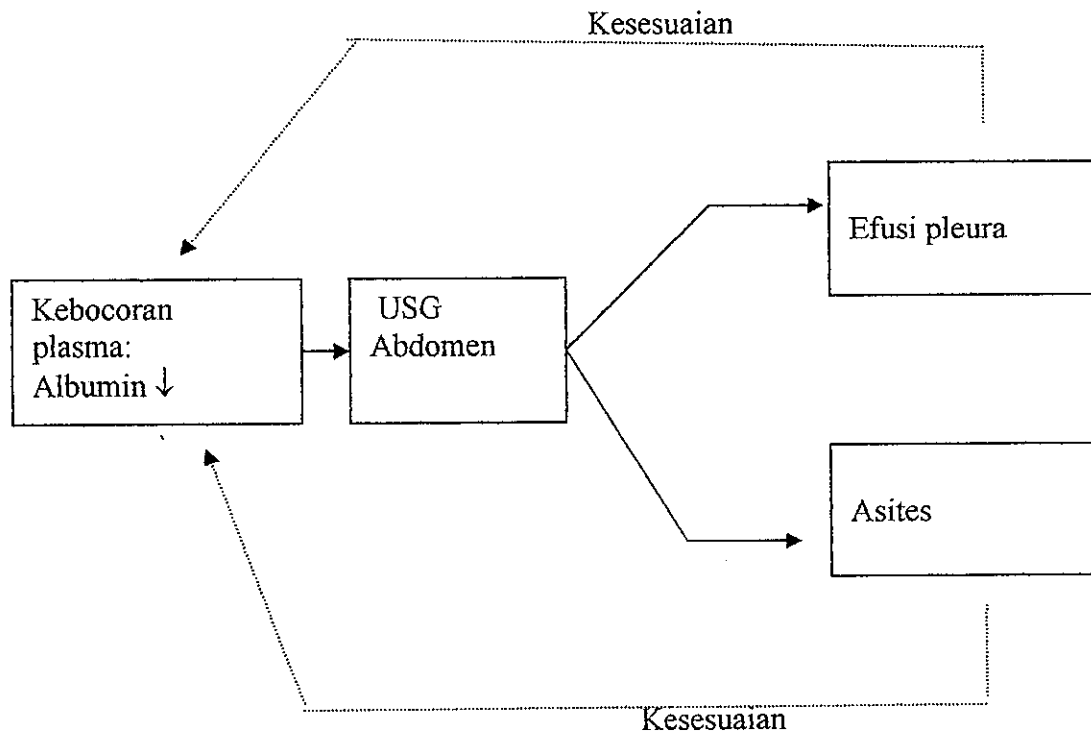 Kesesuaian
Efusi pleura
Kebocoran
plasma:
Albumin ↓
USG
Abdomen
Asites
Kesesuaian